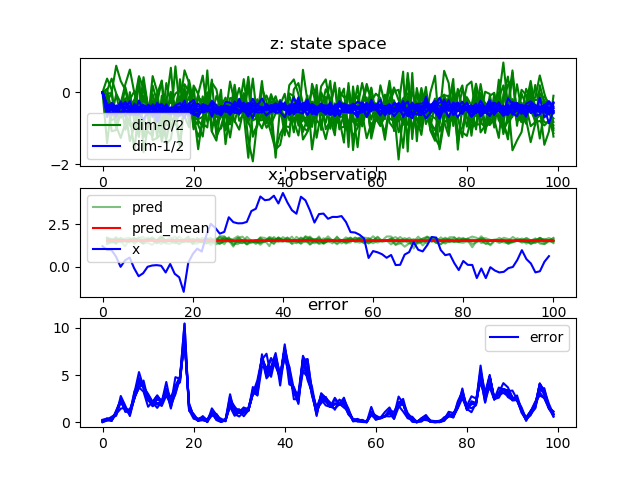 z: state space
0
−2
dim-0/2
dim-1/2
0 20 40 60 80 100
x: observation
2.5
0.0
pred
pred_mean
x
0 20 40 60 80 100
error
10
5
0
error
0 20 40 60 80 100